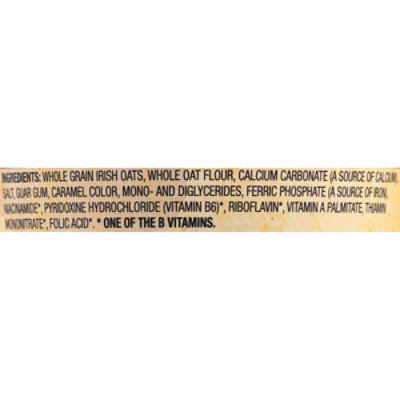 INGREDIENTS: WHOLE GRAIN IRISH OATS, WHOLE OAT FLOUR, CALCIUM CARBONATE (A SOURCE OF CALCIUM),
SALT, GUAR GUM, CARAMEL COLOR, MONO- AND DIGLYCERIDES, FERRIC PHOSPHATE (A SOURCE OF IRON),
NIACINAMIDE*, PYRIDOXINE HYDROCHLORIDE (VITAMIN B6)*, RIBOFLAVIN*, VITAMIN A PALMITATE, THIAMIN
MONONITRATE*, FOLIC ACID*. * ONE OF THE B VITAMINS.